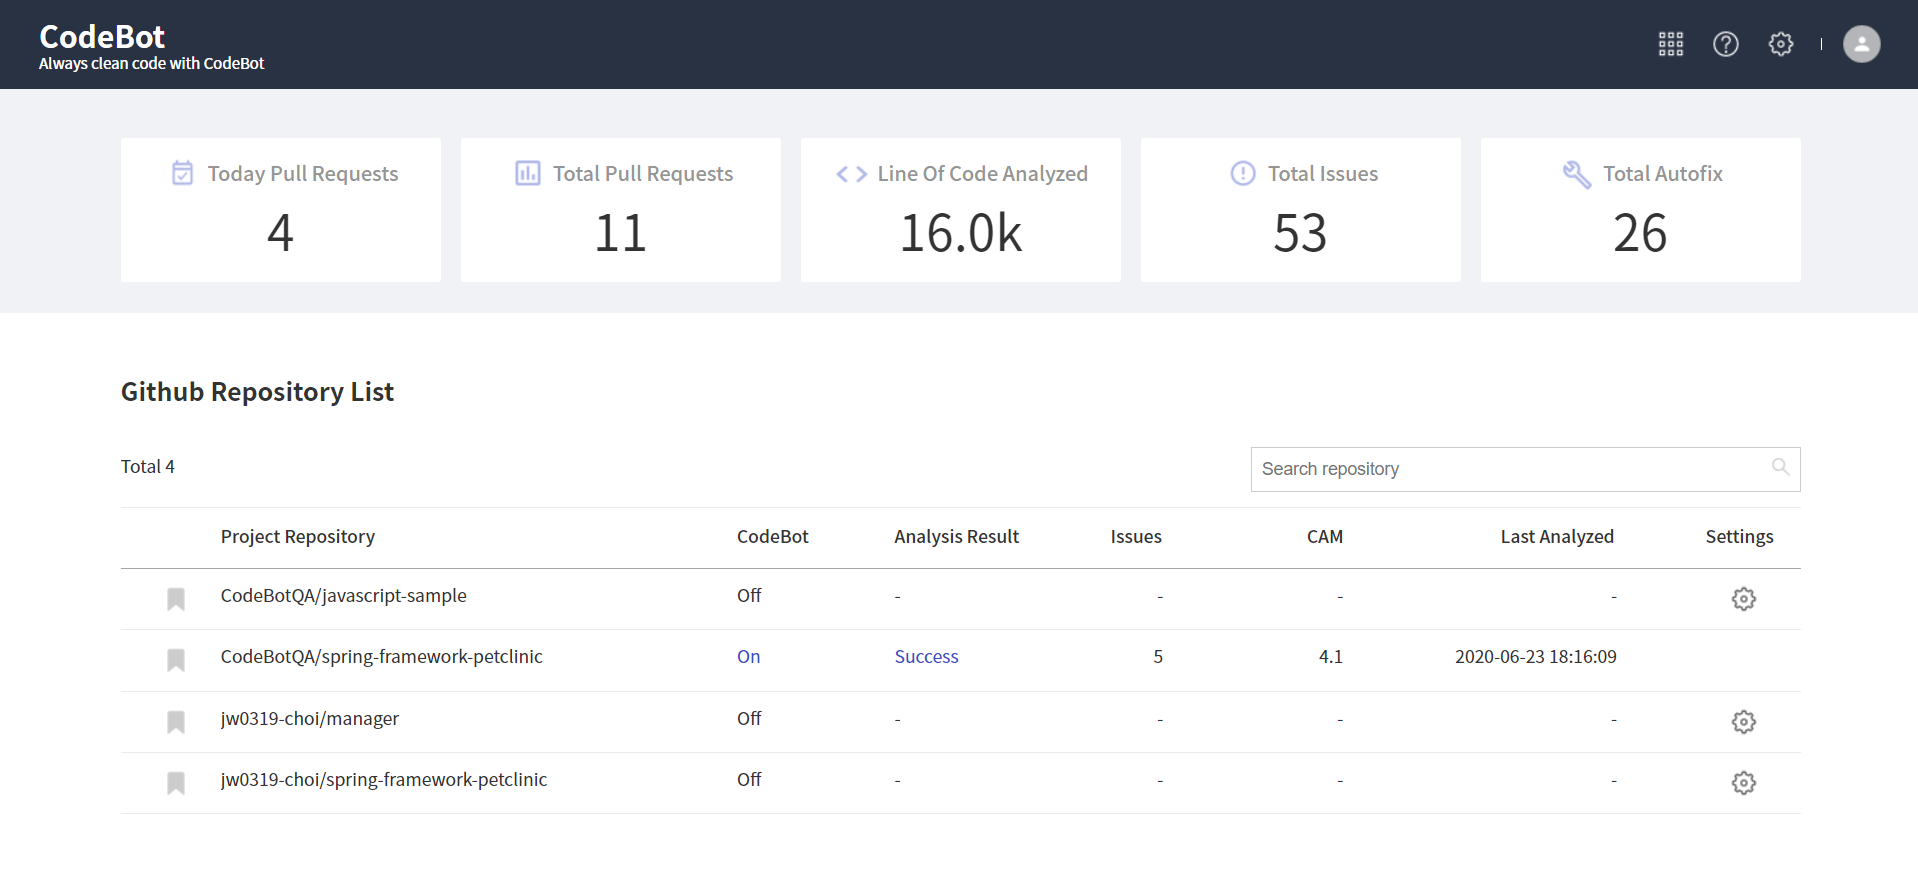 CodeBot
Always clean code with CodeBot
Today Pull Requests
4
Total Pull Requests
11
Line Of Code Analyzed
16.0k
Total Issues
53
Total Autofix
26
Github Repository List
Total 4
Search repository
Project Repository CodeBot Analysis Result Issues CAM Last Analyzed Settings
CodeBotQA/javascript-sample Off - - - -
CodeBotQA/spring-framework-petclinic On Success 5 4.1 2020-06-23 18:16:09
jw0319-choi/manager Off - - - -
jw0319-choi/spring-framework-petclinic Off - - - -